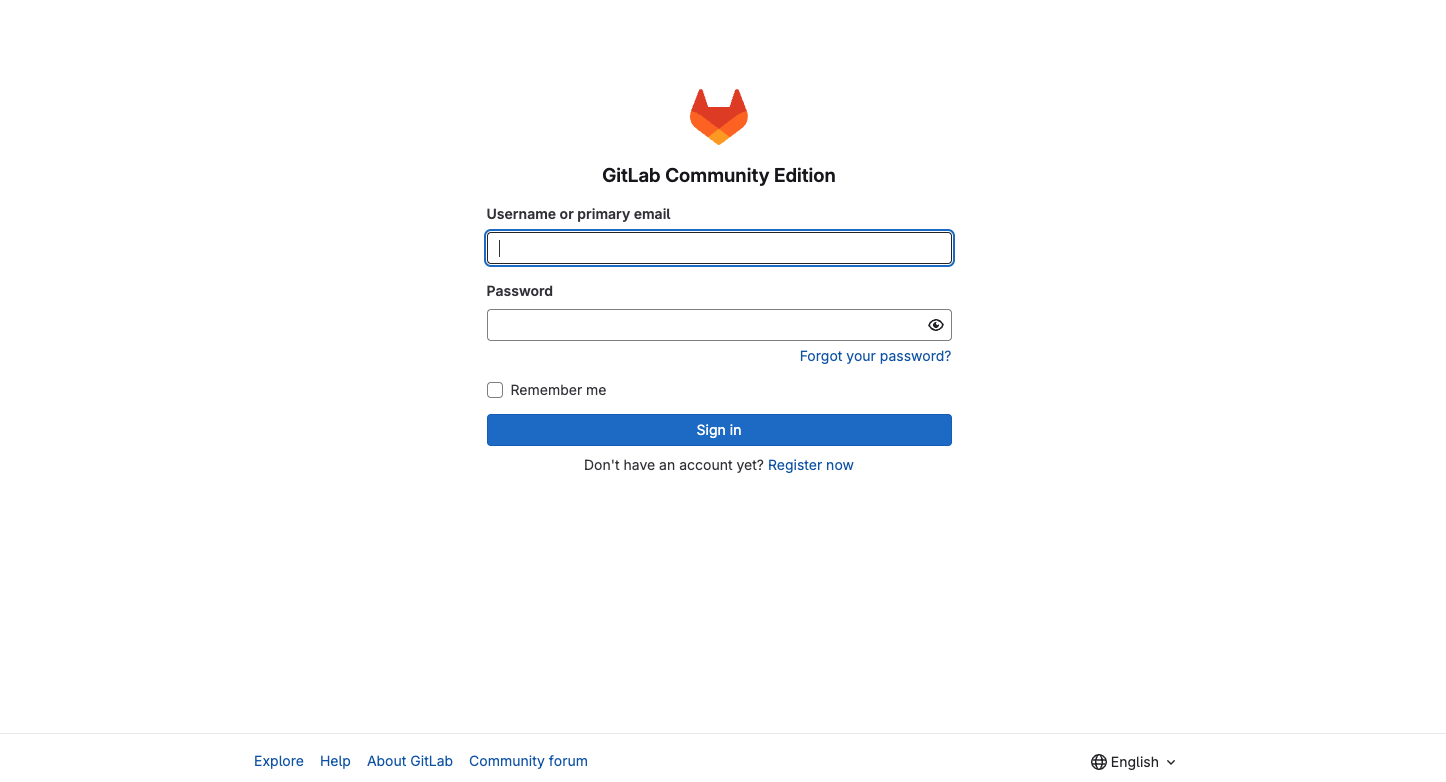 GitLab Community Edition
Username or primary email
Password
Forgot your password?
Remember me
Sign in
Don't have an account yet? Register now
Explore Help About GitLab Community forum English